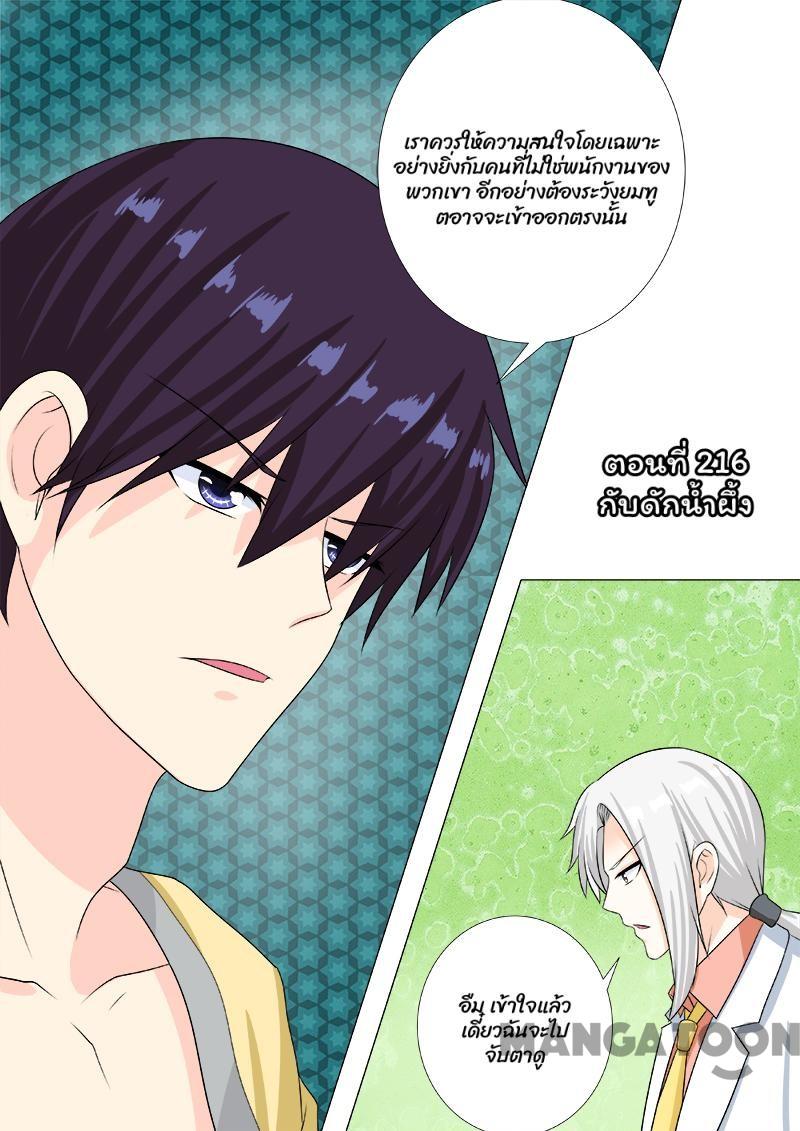 เราควรให้ความสนใจโดยเฉพาะ
อย่างยิ่งกับคนที่ไม่ใช่พนักงานของ
พวกเขา อีกอย่างต้องระวังยมทู
ตอาจจะเข้าออกตรงนั้น
ตอนที่ 216
กับดักน้ำผึ้ง
อืม เข้าใจแล้ว
เดี๋ยวฉันจะไป
จับตาดู
MANGATOON